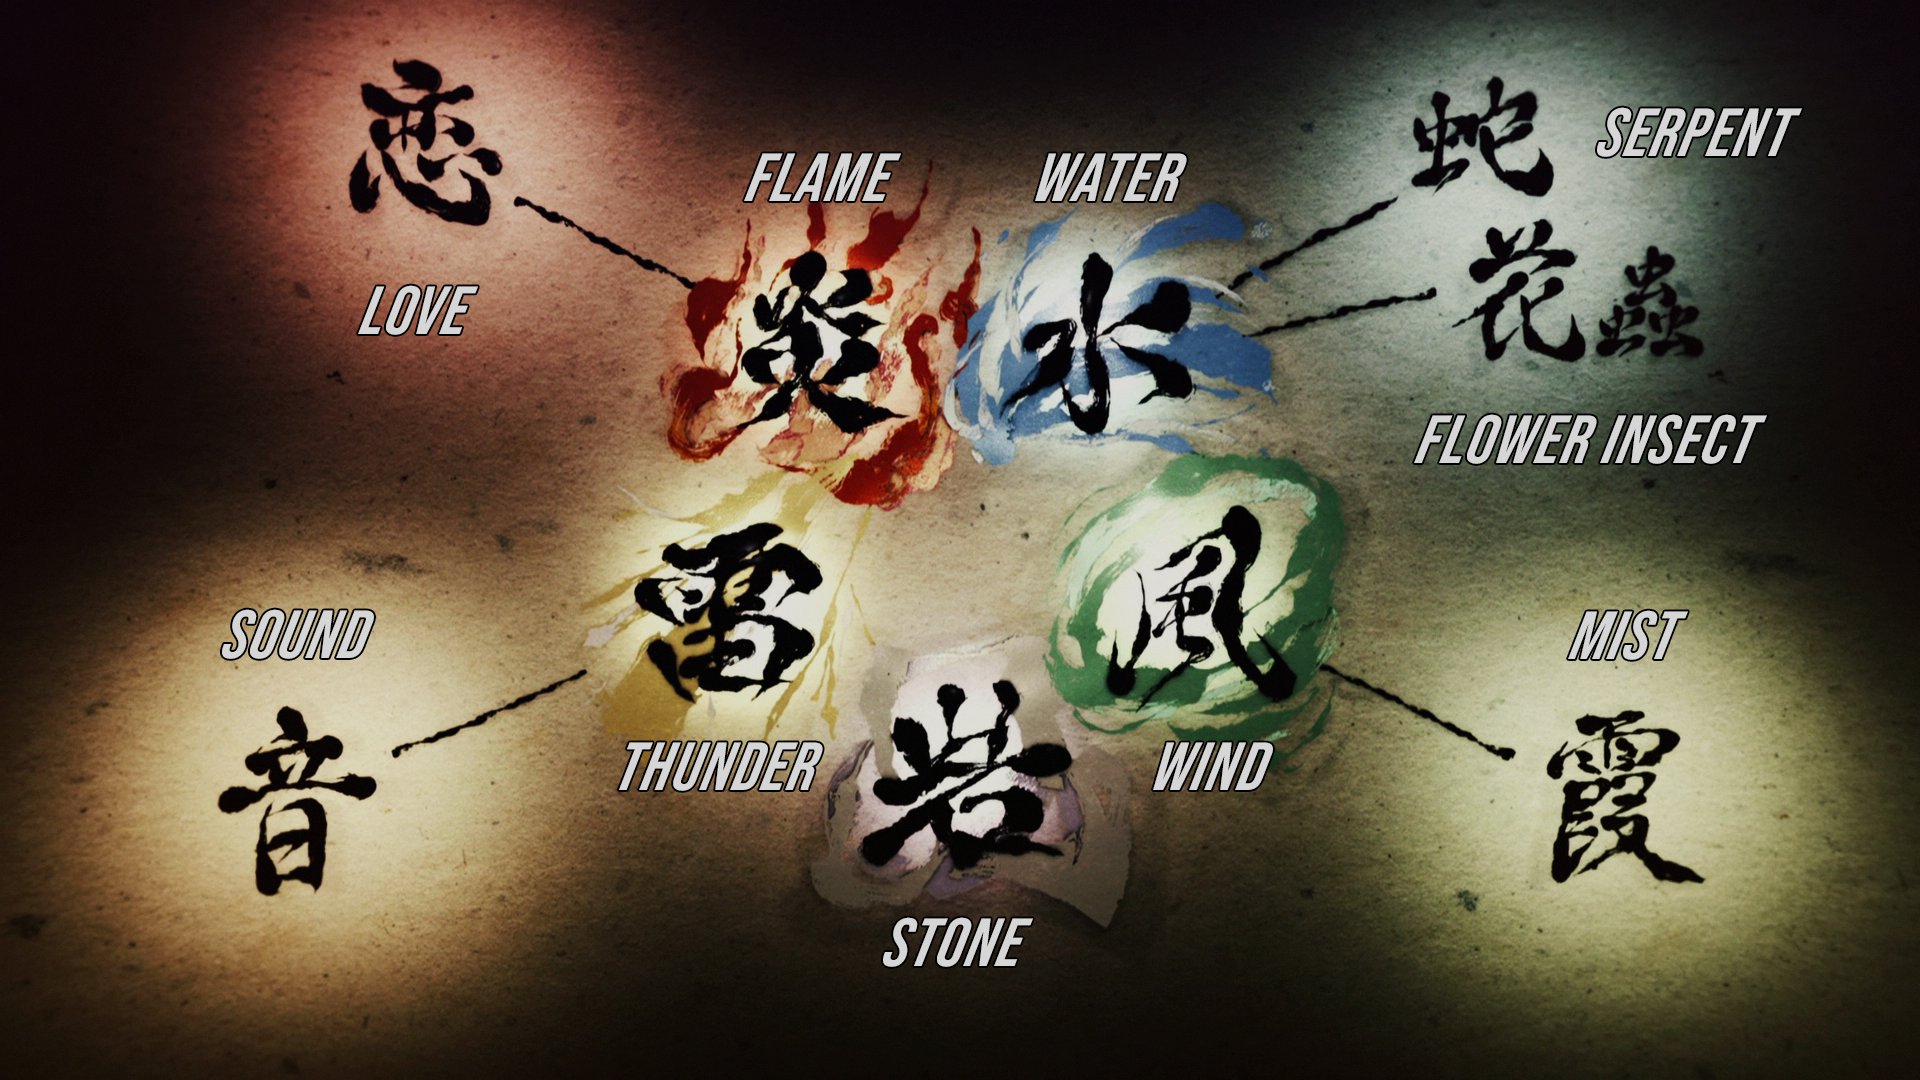 恋
LOVE
FLAME
炎
WATER
水
蛇
SERPENT
花蟲
FLOWER INSECT
SOUND
音
雷
THUNDER
風
WIND
MIST
霞
岩
STONE